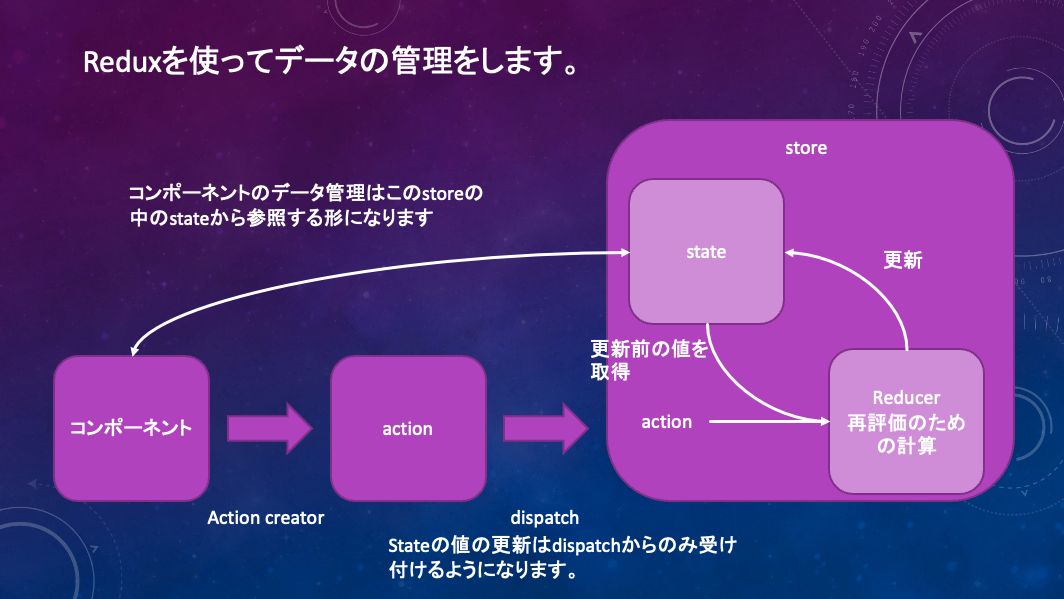 Reduxを使ってデータの管理をします。
store
コンポーネントのデータ管理はこのstoreの
中のstateから参照する形になります
state
更新
更新前の値を
取得
action
Reducer
再評価のため
の計算
コンポーネント
action
Action creator
dispatch
Stateの値の更新はdispatchからのみ受け
付けるようになります。